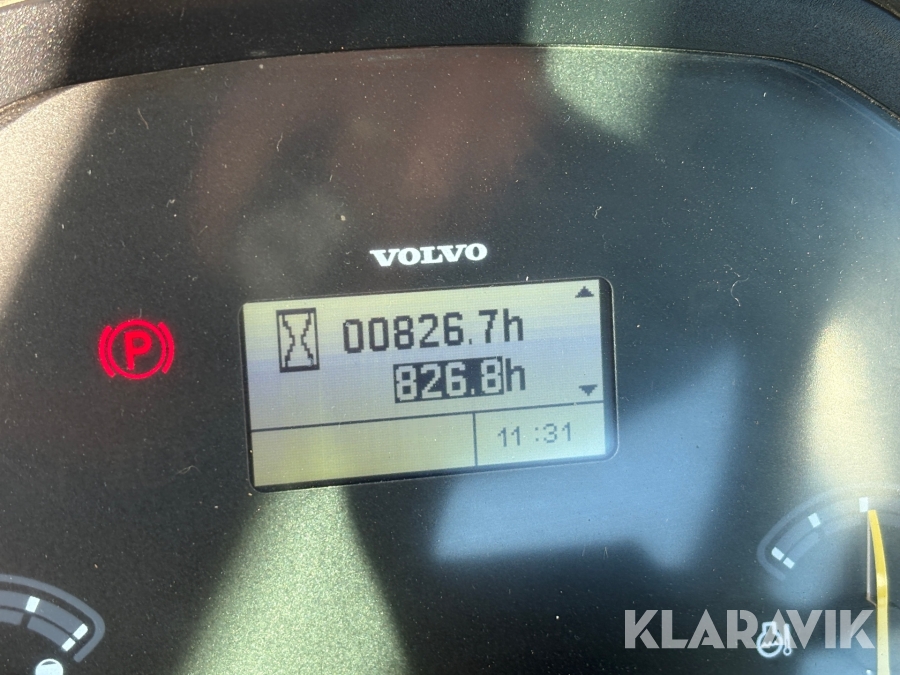 VOLVO
00826.7h
826.8h
11:31
P
KLARAVIK